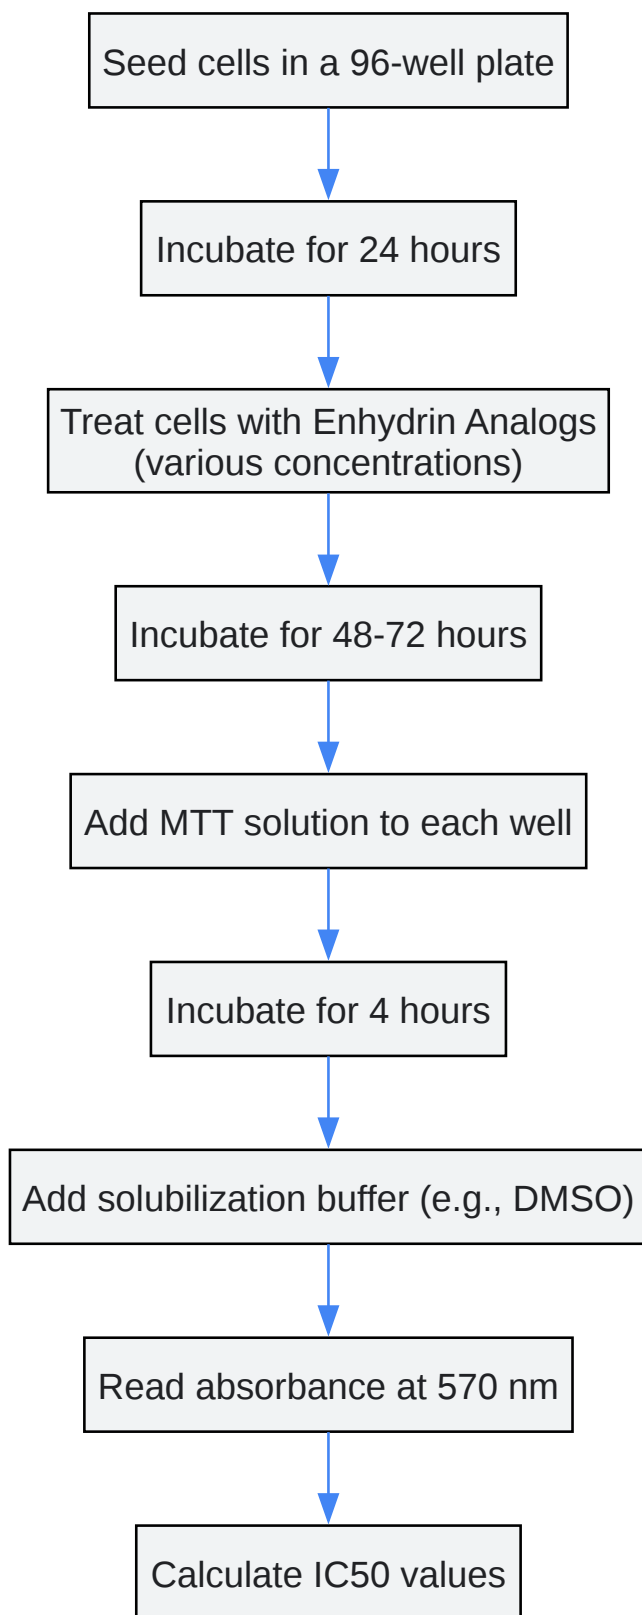 Seed cells in a 96-well plate
Incubate for 24 hours
Treat cells with Enhydrin Analogs
(various concentrations)
Incubate for 48-72 hours
Add MTT solution to each well
Incubate for 4 hours
Add solubilization buffer (e.g., DMSO)
Read absorbance at 570 nm
Calculate IC50 values